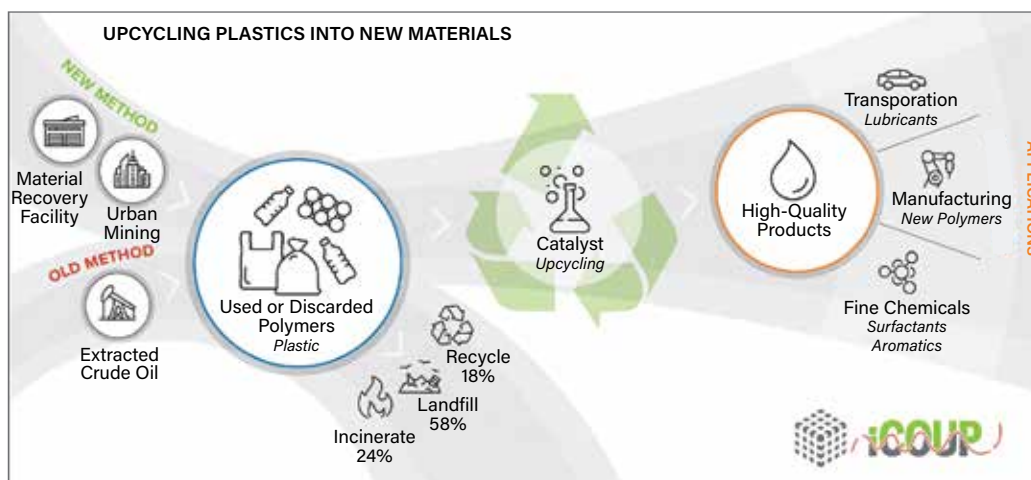 UPCYCLING PLASTICS INTO NEW MATERIALS
NEW METHOD
Material
Recovery
Facility
Urban
Mining
OLD METHOD
Extracted
Crude Oil
Used or Discarded
Polymers
Plastic
Recycle
18%
Landfill
58%
Incinerate
24%
Catalyst
Upcycling
High-Quality
Products
Transporation
Lubricants
Manufacturing
New Polymers
Fine Chemicals
Surfactants
Aromatics
iCOUP